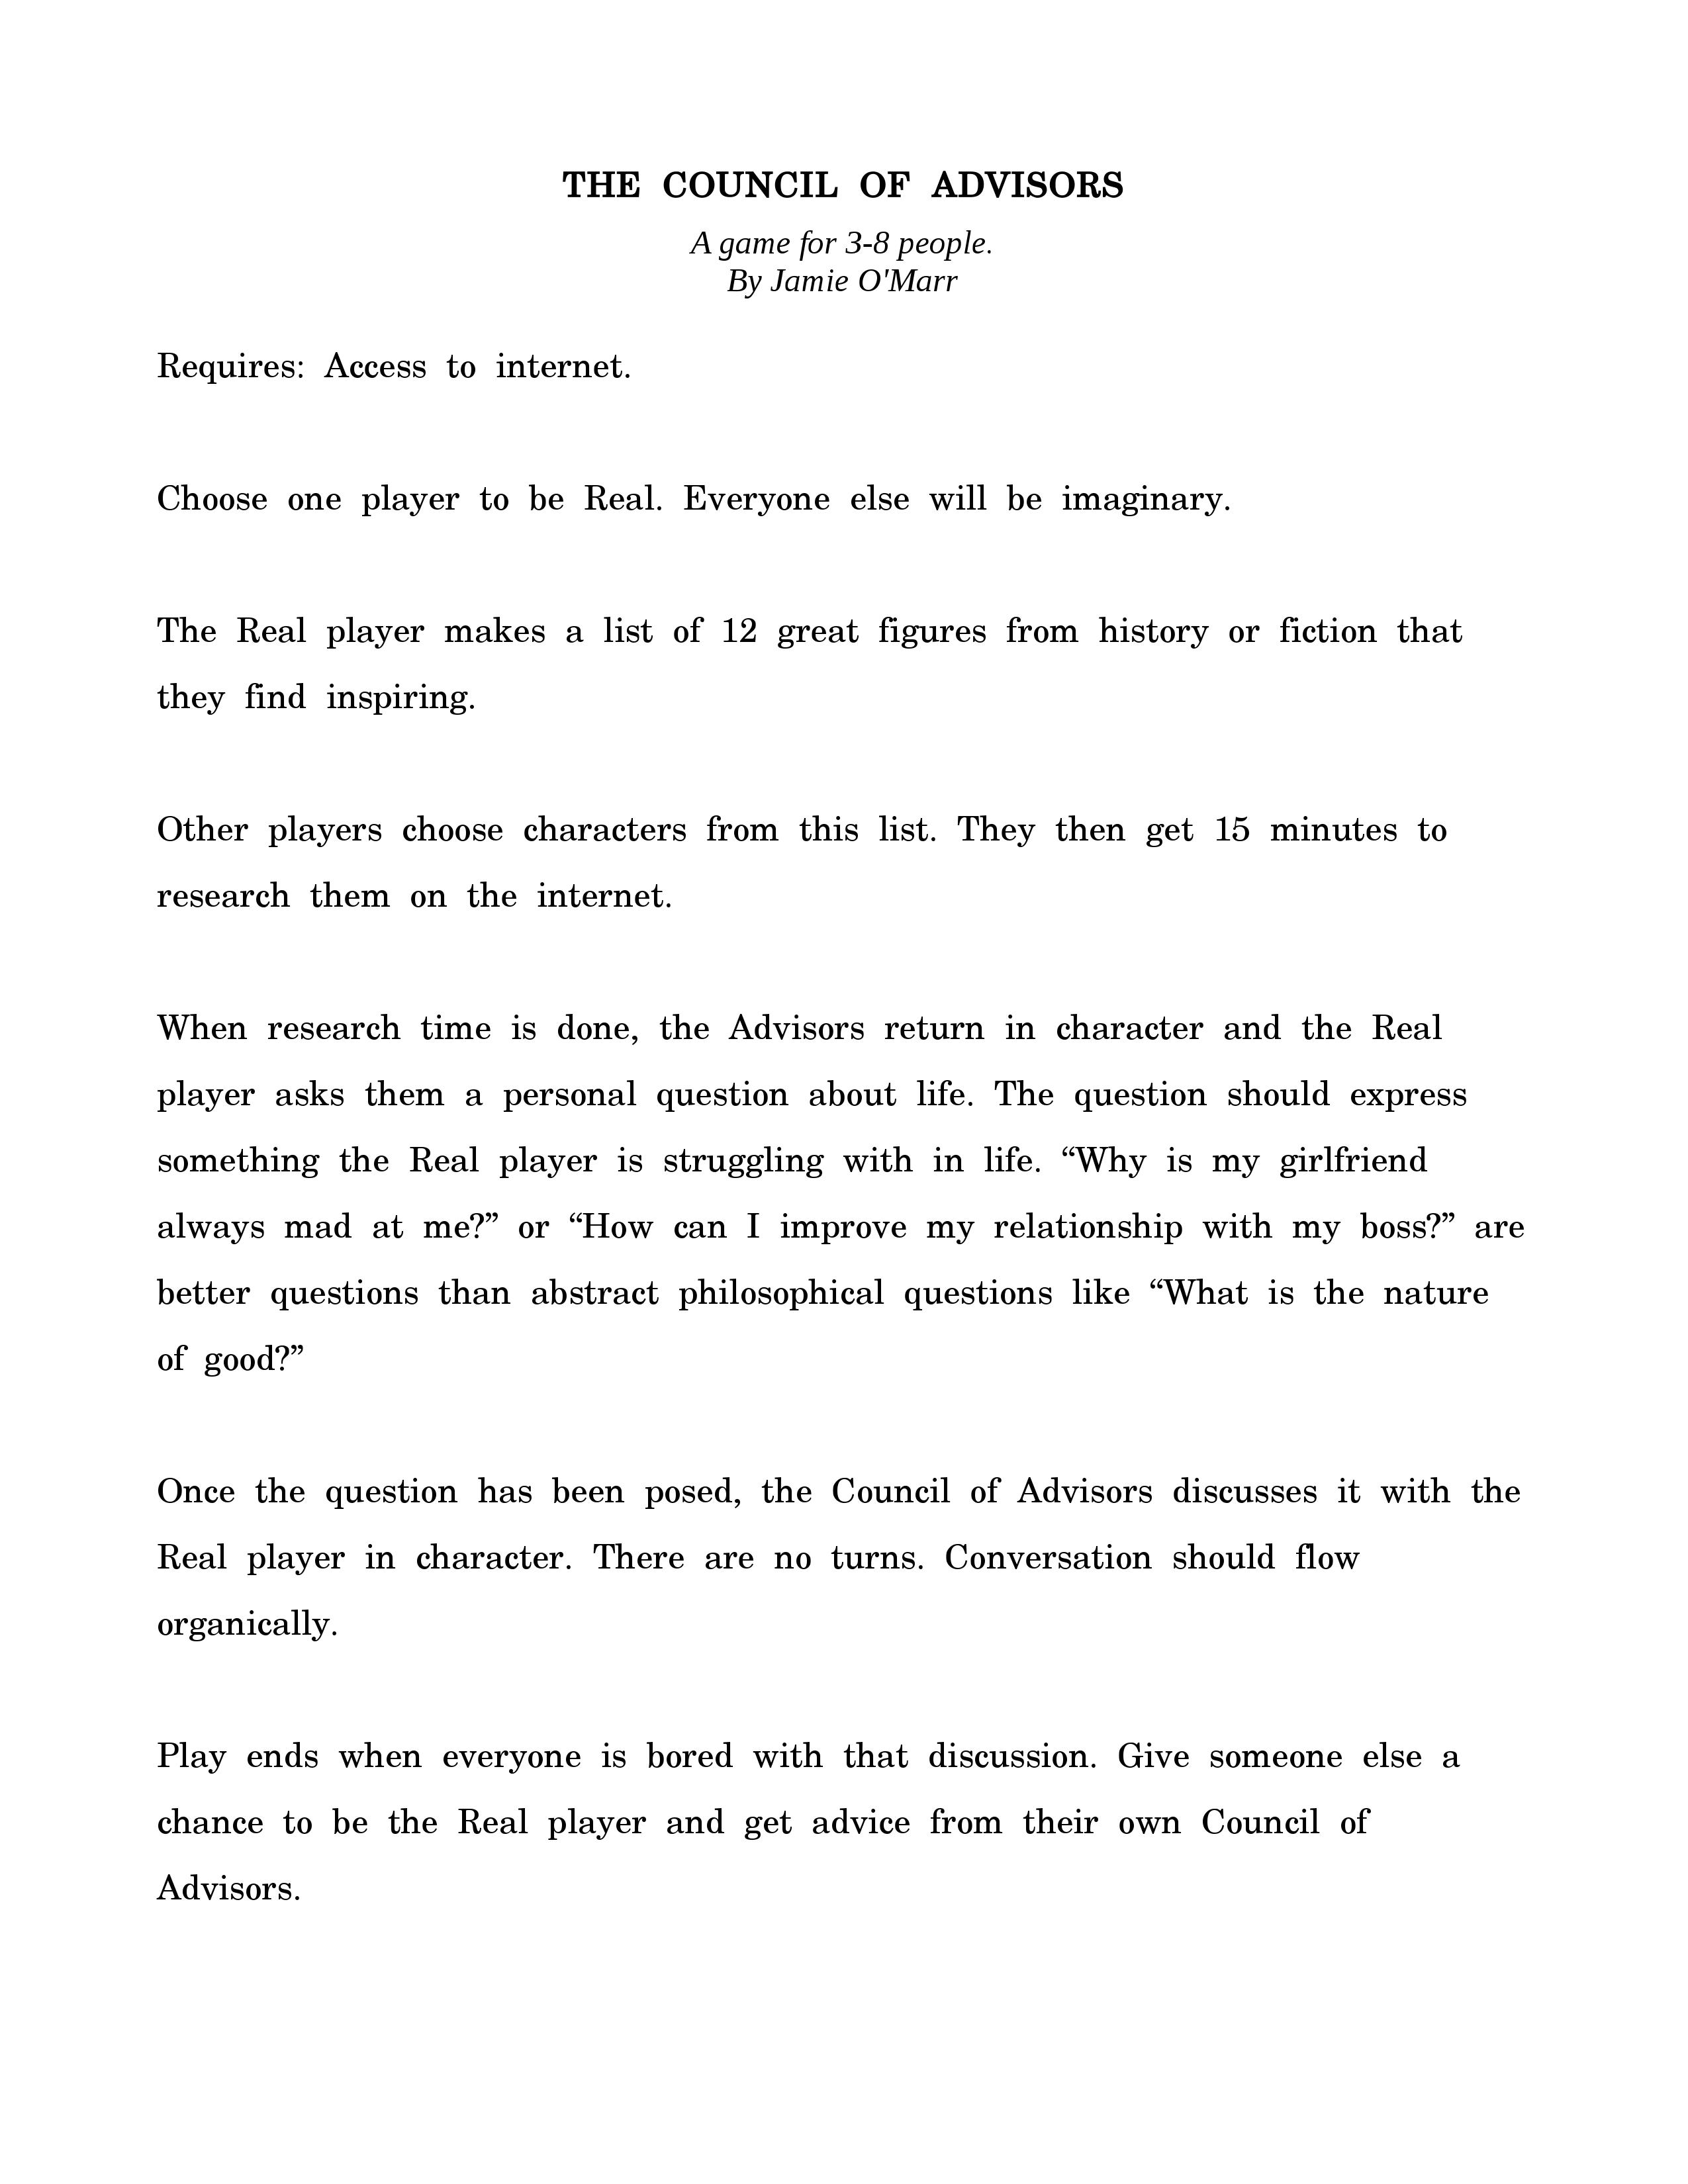 THE COUNCIL OF ADVISORS
A game for 3-8 people.
By Jamie O'Marr
Requires: Access to internet.
Choose one player to be Real. Everyone else will be imaginary.
The Real player makes a list of 12 great figures from history or fiction that
they find inspiring.
Other players choose characters from this list. They then get 15 minutes to
research them on the internet.
When research time is done, the Advisors return in character and the Real
player asks them a personal question about life. The question should express
something the Real player is struggling with in life. “Why is my girlfriend
always mad at me?” or “How can I improve my relationship with my boss?” are
better questions than abstract philosophical questions like “What is the nature
of good?”
Once the question has been posed, the Council of Advisors discusses it with the
Real player in character. There are no turns. Conversation should flow
organically.
Play ends when everyone is bored with that discussion. Give someone else a
chance to be the Real player and get advice from their own Council of
Advisors.